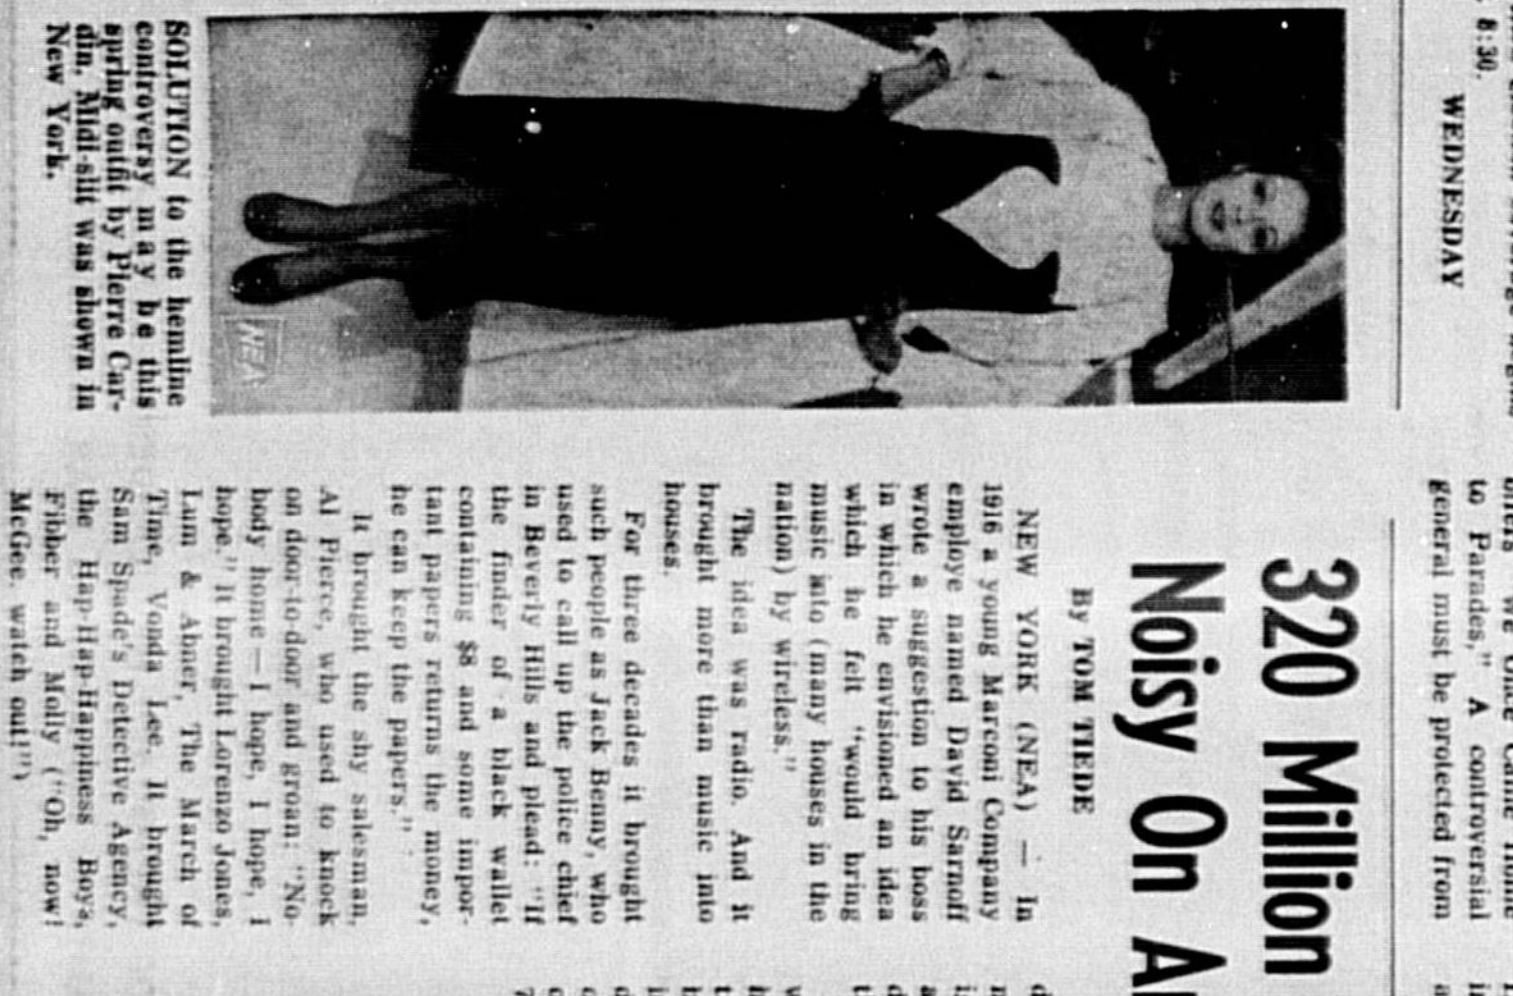 8:30.
WEDNESDAY
NEA
SOLUTION to the hemline
controversy may be this
spring outfit by Pierre Car-
din. Midi-slit was shown in
New York.
to Parades," A controversial
general must be protected from
320 Million
Noisy On
By TOM TIEDE
NEW YORK (NEA) — In
1916 a young Marconi Company
employe named David Sarnoff
wrote a suggestion to his boss
in which he envisioned an idea
which he felt "would bring
music into (many houses in the
nation) by wireless."
The idea was radio. And it
brought more than music into
houses.
For three decades it brought
such people as Jack Benny, who
used to call up the police chief
in Beverly Hills and plead: "If
the finder of a black wallet
containing $8 and some impor-
tant papers returns the money,
he can keep the papers."
It brought the shy salesman,
Al Pierce, who used to knock
on door-to-door and groan: "No-
body home — I hope, I hope, I
hope." It brought Lorenzo Jones,
Lum & Abner, The March of
Time, Vonda Lee. It brought
Sam Spade's Detective Agency,
the Hap-Hap-Happiness Boys,
Fibber and Molly ("Oh, now!
McGee, watch out!")